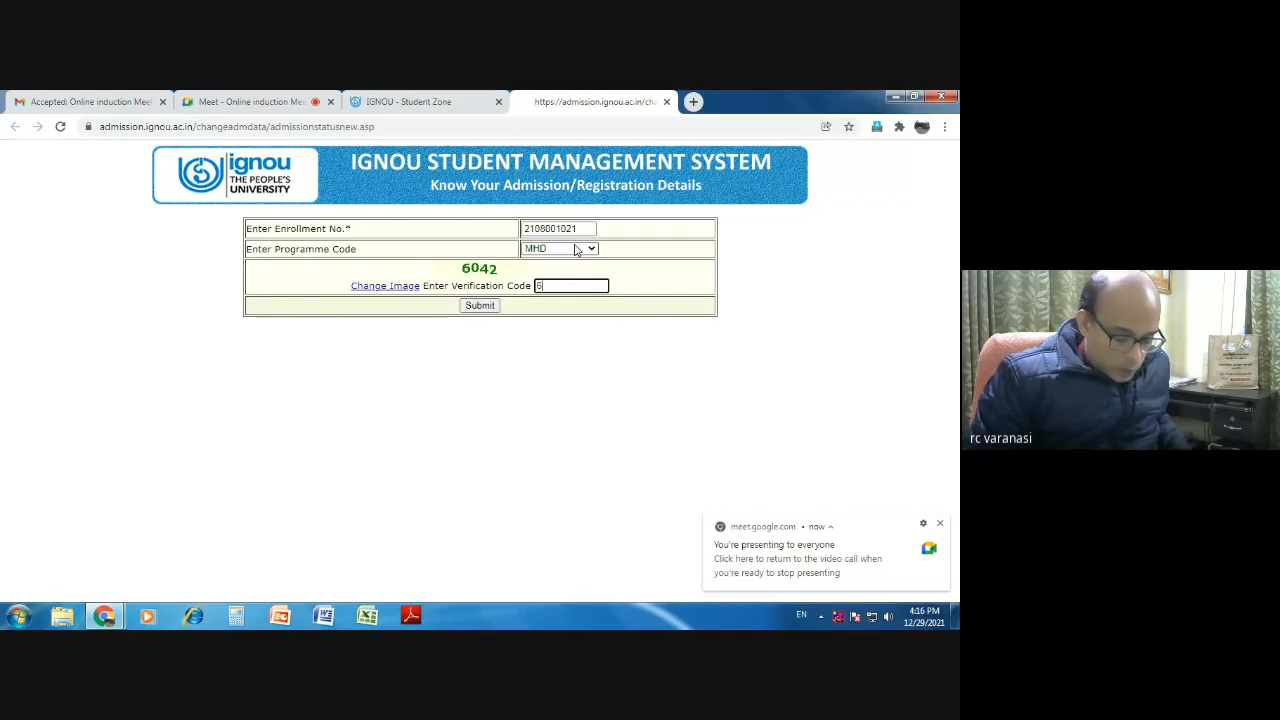 Accepted: Online induction Meet
Meet - Online induction Mee
IGNOU - Student Zone
https://admission.ignou.ac.in/cha
admission.ignou.ac.in/changeadmdata/admissionstatusnew.asp
ignou
THE PEOPLE'S
UNIVERSITY
IGNOU STUDENT MANAGEMENT SYSTEM
Know Your Admission/Registration Details
Enter Enrollment No.* 2108001021
Enter Programme Code MHD
6042
Change Image Enter Verification Code 6
Submit
rc varanasi
meet.google.com • now
You're presenting to everyone
Click here to return to the video call when
you're ready to stop presenting
EN
4:16 PM
12/29/2021